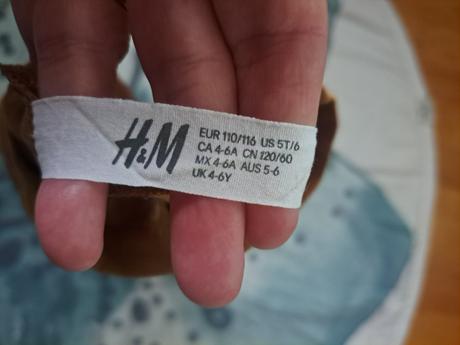 H&M
EUR 110/116 US 5T/6
CA 4-6A CN 120/60
MX 4-6A AUS 5-6
UK 4-6Y